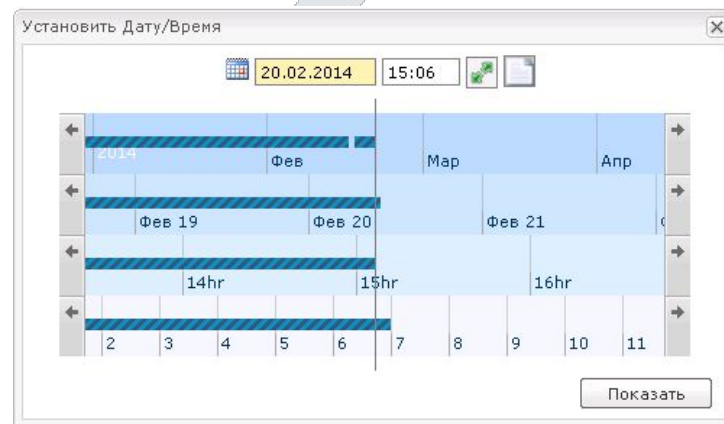 Установить Дату/Время
20.02.2014 15:06
2014 Фев Мар Апр
Фев 19 Фев 20 Фев 21
14hr 15hr 16hr
2 3 4 5 6 7 8 9 10 11
Показать